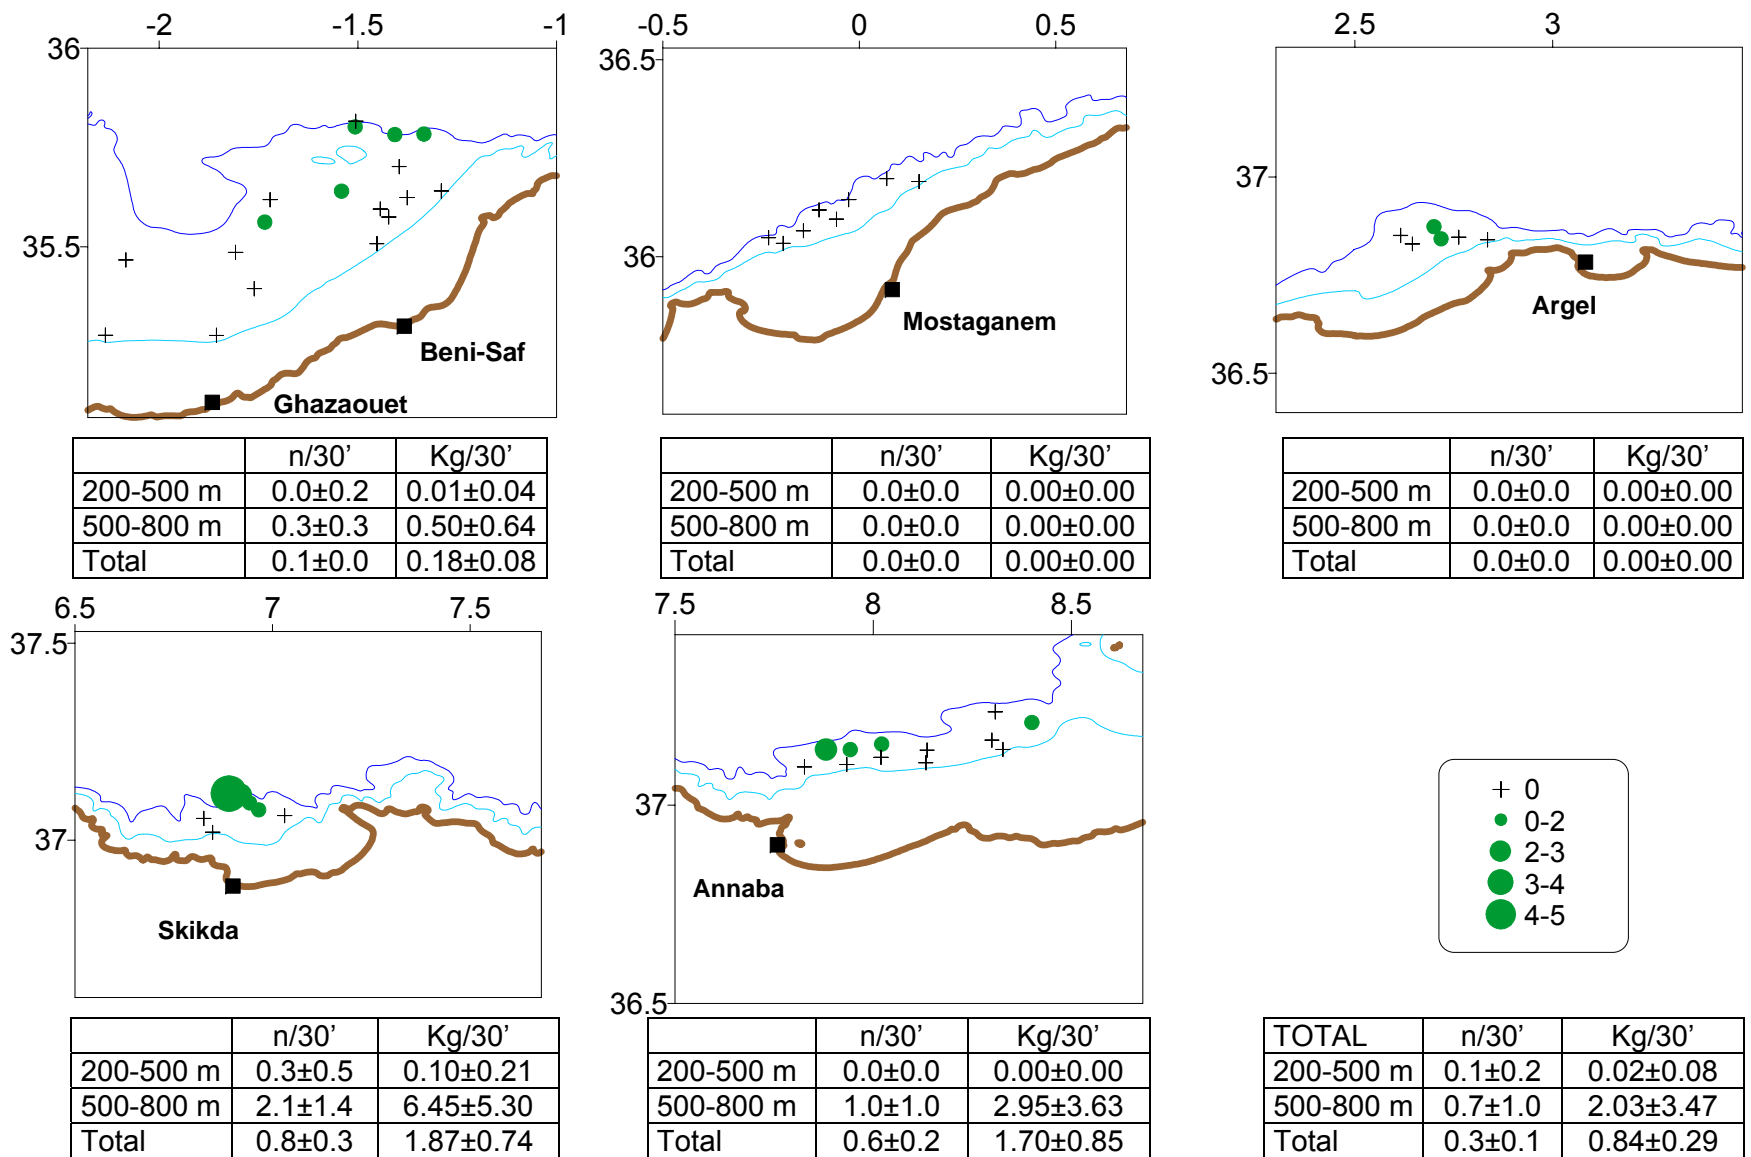 -2 -1.5 -1
36
35.5
Beni-Saf
Ghazaouet
-0.5 0 0.5
36.5
36
Mostaganem
2.5 3
37
36.5
Argel
n/30’ Kg/30’
200-500 m 0.0±0.2 0.01±0.04
500-800 m 0.3±0.3 0.50±0.64
Total 0.1±0.0 0.18±0.08
n/30’ Kg/30’
200-500 m 0.0±0.0 0.00±0.00
500-800 m 0.0±0.0 0.00±0.00
Total 0.0±0.0 0.00±0.00
n/30’ Kg/30’
200-500 m 0.0±0.0 0.00±0.00
500-800 m 0.0±0.0 0.00±0.00
Total 0.0±0.0 0.00±0.00
6.5 7 7.5
37.5
37
Skikda
7.5 8 8.5
37
36.5
Annaba
0
0-2
2-3
3-4
4-5
n/30’ Kg/30’
200-500 m 0.3±0.5 0.10±0.21
500-800 m 2.1±1.4 6.45±5.30
Total 0.8±0.3 1.87±0.74
n/30’ Kg/30’
200-500 m 0.0±0.0 0.00±0.00
500-800 m 1.0±1.0 2.95±3.63
Total 0.6±0.2 1.70±0.85
TOTAL n/30’ Kg/30’
200-500 m 0.1±0.2 0.02±0.08
500-800 m 0.7±1.0 2.03±3.47
Total 0.3±0.1 0.84±0.29